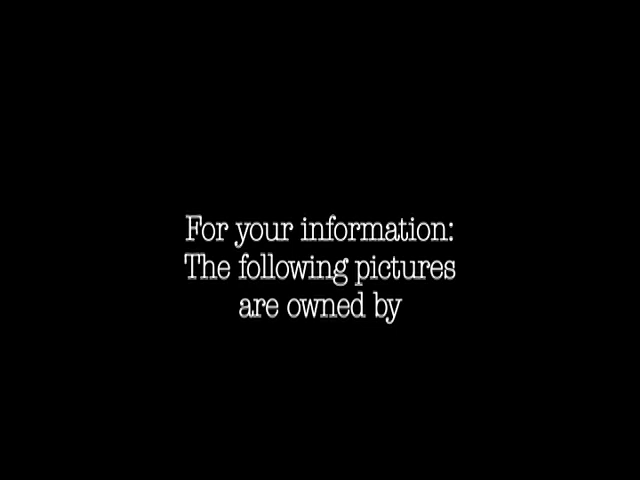 For your information:
The following pictures
are owned by